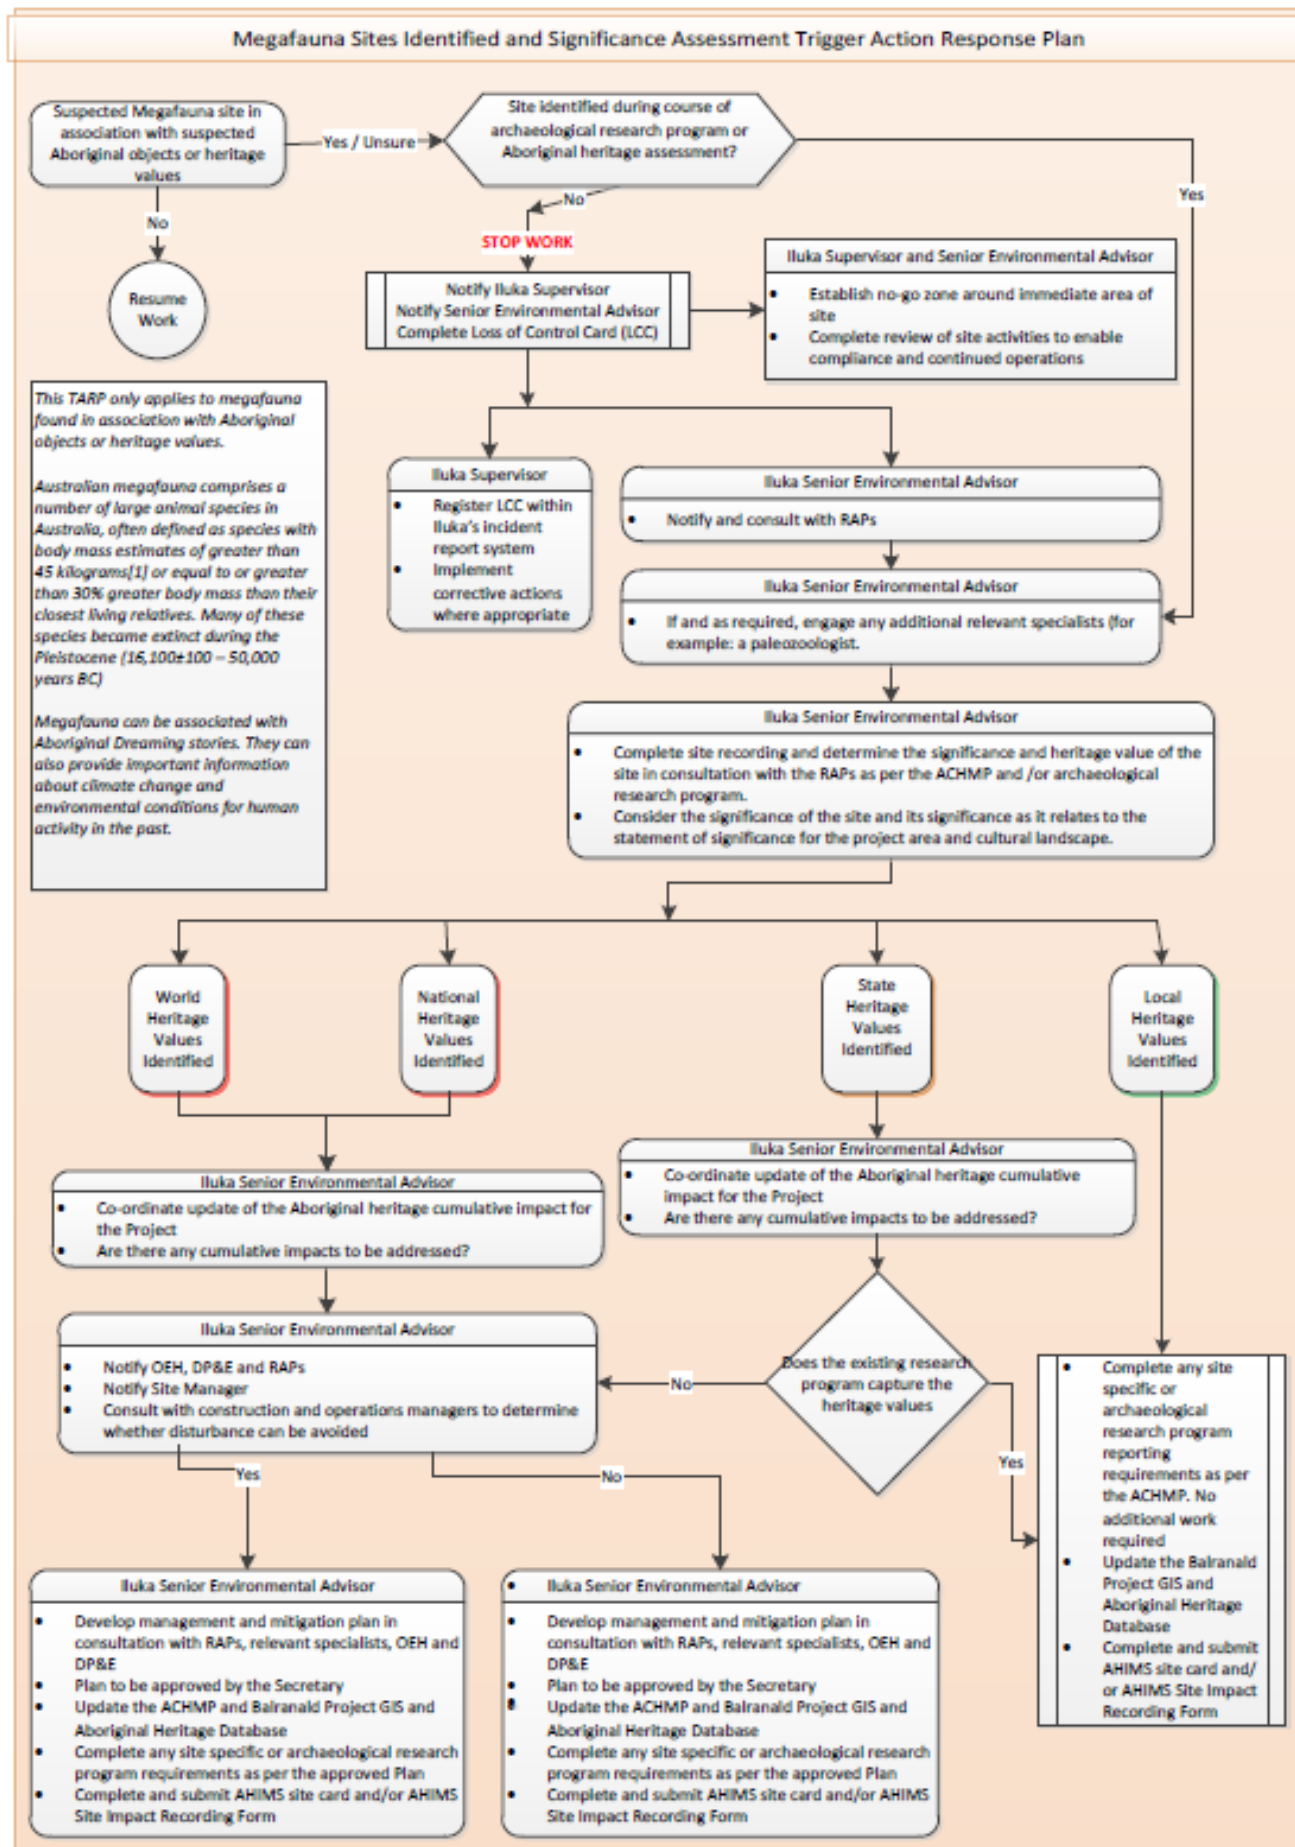 Megafauna Sites Identified and Significance Assessment Trigger Action Response Plan
Suspected Megafauna site in
association with suspected
Aboriginal objects or heritage
values
Yes / Unsure
Site identified during course of
archaeological research program or
Aboriginal heritage assessment?
Yes
No
No
STOP WORK
Resume
Work
Notify Iluka Supervisor
Notify Senior Environmental Advisor
Complete Loss of Control Card (LCC)
Iluka Supervisor and Senior Environmental Advisor
• Establish no-go zone around immediate area of
site
• Complete review of site activities to enable
compliance and continued operations
This TARP only applies to megafauna
found in association with Aboriginal
objects or heritage values.
Australian megafauna comprises a
number of large animal species in
Australia, often defined as species with
body mass estimates of greater than
45 kilograms[1] or equal to or greater
than 30% greater body mass than their
closest living relatives. Many of these
species became extinct during the
Pleistocene (16,100±100 – 50,000
years BC)
Megafauna can be associated with
Aboriginal Dreaming stories. They can
also provide important information
about climate change and
environmental conditions for human
activity in the past.
Iluka Supervisor
• Register LCC within
Iluka's incident
report system
• Implement
corrective actions
where appropriate
Iluka Senior Environmental Advisor
• Notify and consult with RAPs
Iluka Senior Environmental Advisor
• If and as required, engage any additional relevant specialists (for
example: a paleozoologist.
Iluka Senior Environmental Advisor
• Complete site recording and determine the significance and heritage value of the
site in consultation with the RAPs as per the ACHMP and /or archaeological
research program.
• Consider the significance of the site and its significance as it relates to the
statement of significance for the project area and cultural landscape.
World
Heritage
Values
Identified
National
Heritage
Values
Identified
State
Heritage
Values
Identified
Local
Heritage
Values
Identified
Iluka Senior Environmental Advisor
• Co-ordinate update of the Aboriginal heritage cumulative impact for
the Project
• Are there any cumulative impacts to be addressed?
Iluka Senior Environmental Advisor
• Co-ordinate update of the Aboriginal heritage cumulative
impact for the Project
• Are there any cumulative impacts to be addressed?
Iluka Senior Environmental Advisor
• Notify OEH, DP&E and RAPs
• Notify Site Manager
• Consult with construction and operations managers to determine
whether disturbance can be avoided
No
Does the existing research
program capture the
heritage values
Yes
• Complete any site
specific or
archaeological
research program
reporting
requirements as per
the ACHMP. No
additional work
required
• Update the Balranald
Project GIS and
Aboriginal Heritage
Database
• Complete and submit
AHIMS site card and/
or AHIMS Site Impact
Recording Form
Yes
No
Iluka Senior Environmental Advisor
• Develop management and mitigation plan in
consultation with RAPs, relevant specialists, OEH and
DP&E
• Plan to be approved by the Secretary
• Update the ACHMP and Balranald Project GIS and
Aboriginal Heritage Database
• Complete any site specific or archaeological research
program requirements as per the approved Plan
• Complete and submit AHIMS site card and/or AHIMS
Site Impact Recording Form
• Iluka Senior Environmental Advisor
• Develop management and mitigation plan in
consultation with RAPs, relevant specialists, OEH and
DP&E
• Plan to be approved by the Secretary
• Update the ACHMP and Balranald Project GIS and
Aboriginal Heritage Database
• Complete any site specific or archaeological research
program requirements as per the approved Plan
• Complete and submit AHIMS site card and/or AHIMS
Site Impact Recording Form